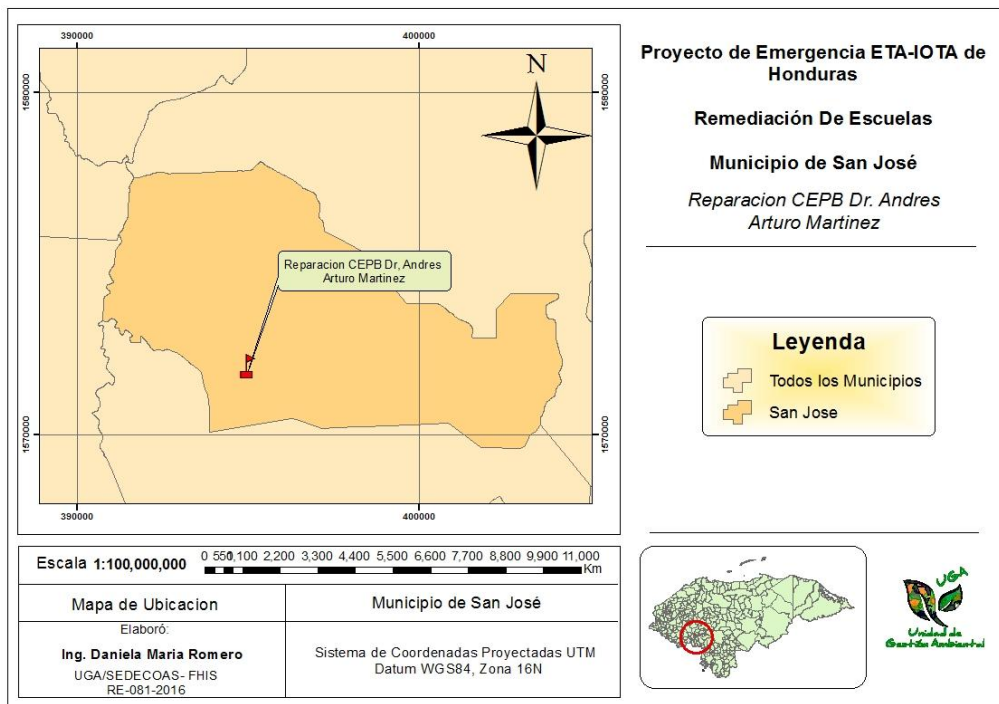 390000
400000
1580000
1580000
N
Reparacion CEPB Dr, Andres
Arturo Martinez
1570000
1570000
390000
400000
Proyecto de Emergencia ETA-IOTA de
Honduras
Remediación De Escuelas
Municipio de San José
Reparacion CEPB Dr. Andres
Arturo Martinez
Leyenda
Todos los Municipios
San Jose
Escala 1:100,000,000
0 550 1,100 2,200 3,300 4,400 5,500 6,600 7,700 8,800 9,900 11,000
Km
Mapa de Ubicacion
Municipio de San José
Elaboró:
Ing. Daniela Maria Romero
UGA/SEDECOAS- FHIS
RE-081-2016
Sistema de Coordenadas Proyectadas UTM
Datum WGS84, Zona 16N
UGA
Unidad de
Gestión Ambiental